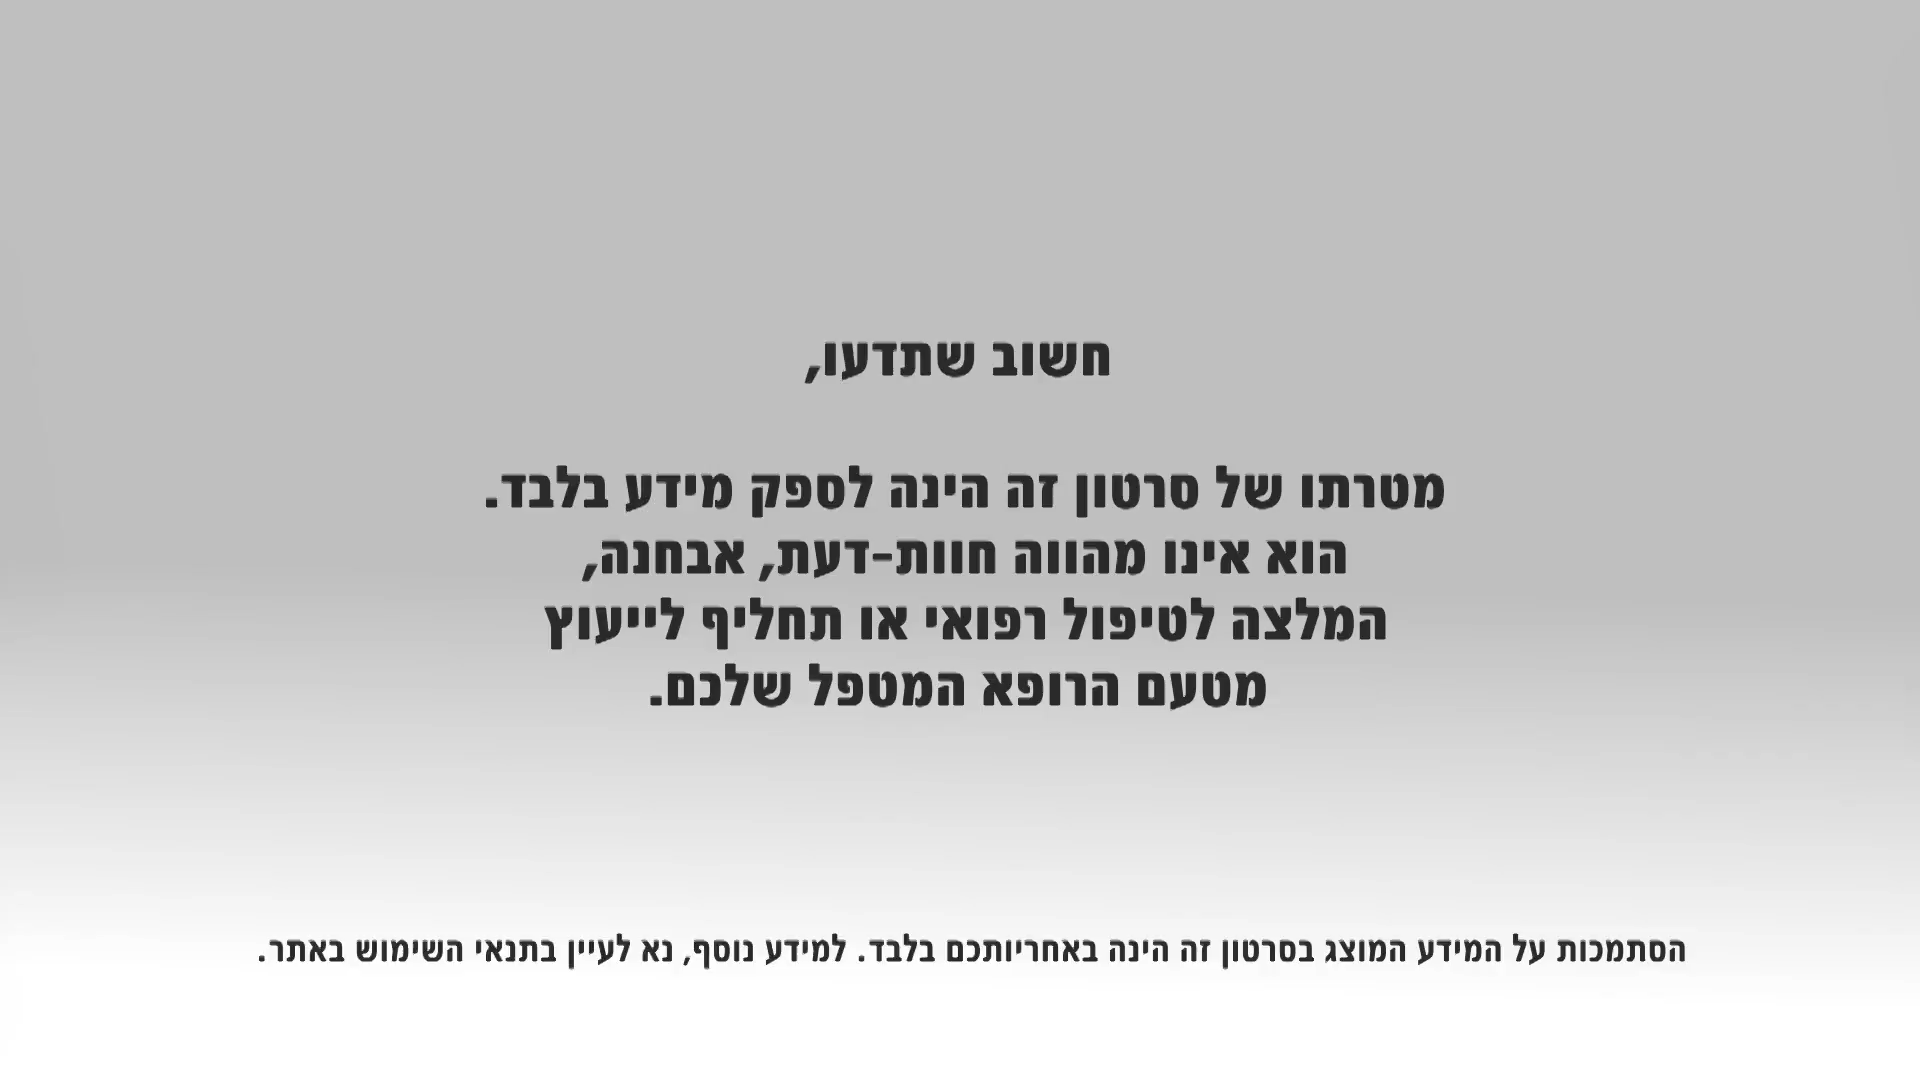 חשוב שתדעו,
מטרתו של סרטון זה הינה לספק מידע בלבד.
הוא אינו מהווה חוות-דעת, אבחנה,
המלצה לטיפול רפואי או תחליף לייעוץ
מטעם הרופא המטפל שלכם.
הסתמכות על המידע המוצג בסרטון זה הינה באחריותכם בלבד. למידע נוסף, נא לעיין בתנאי השימוש באתר.